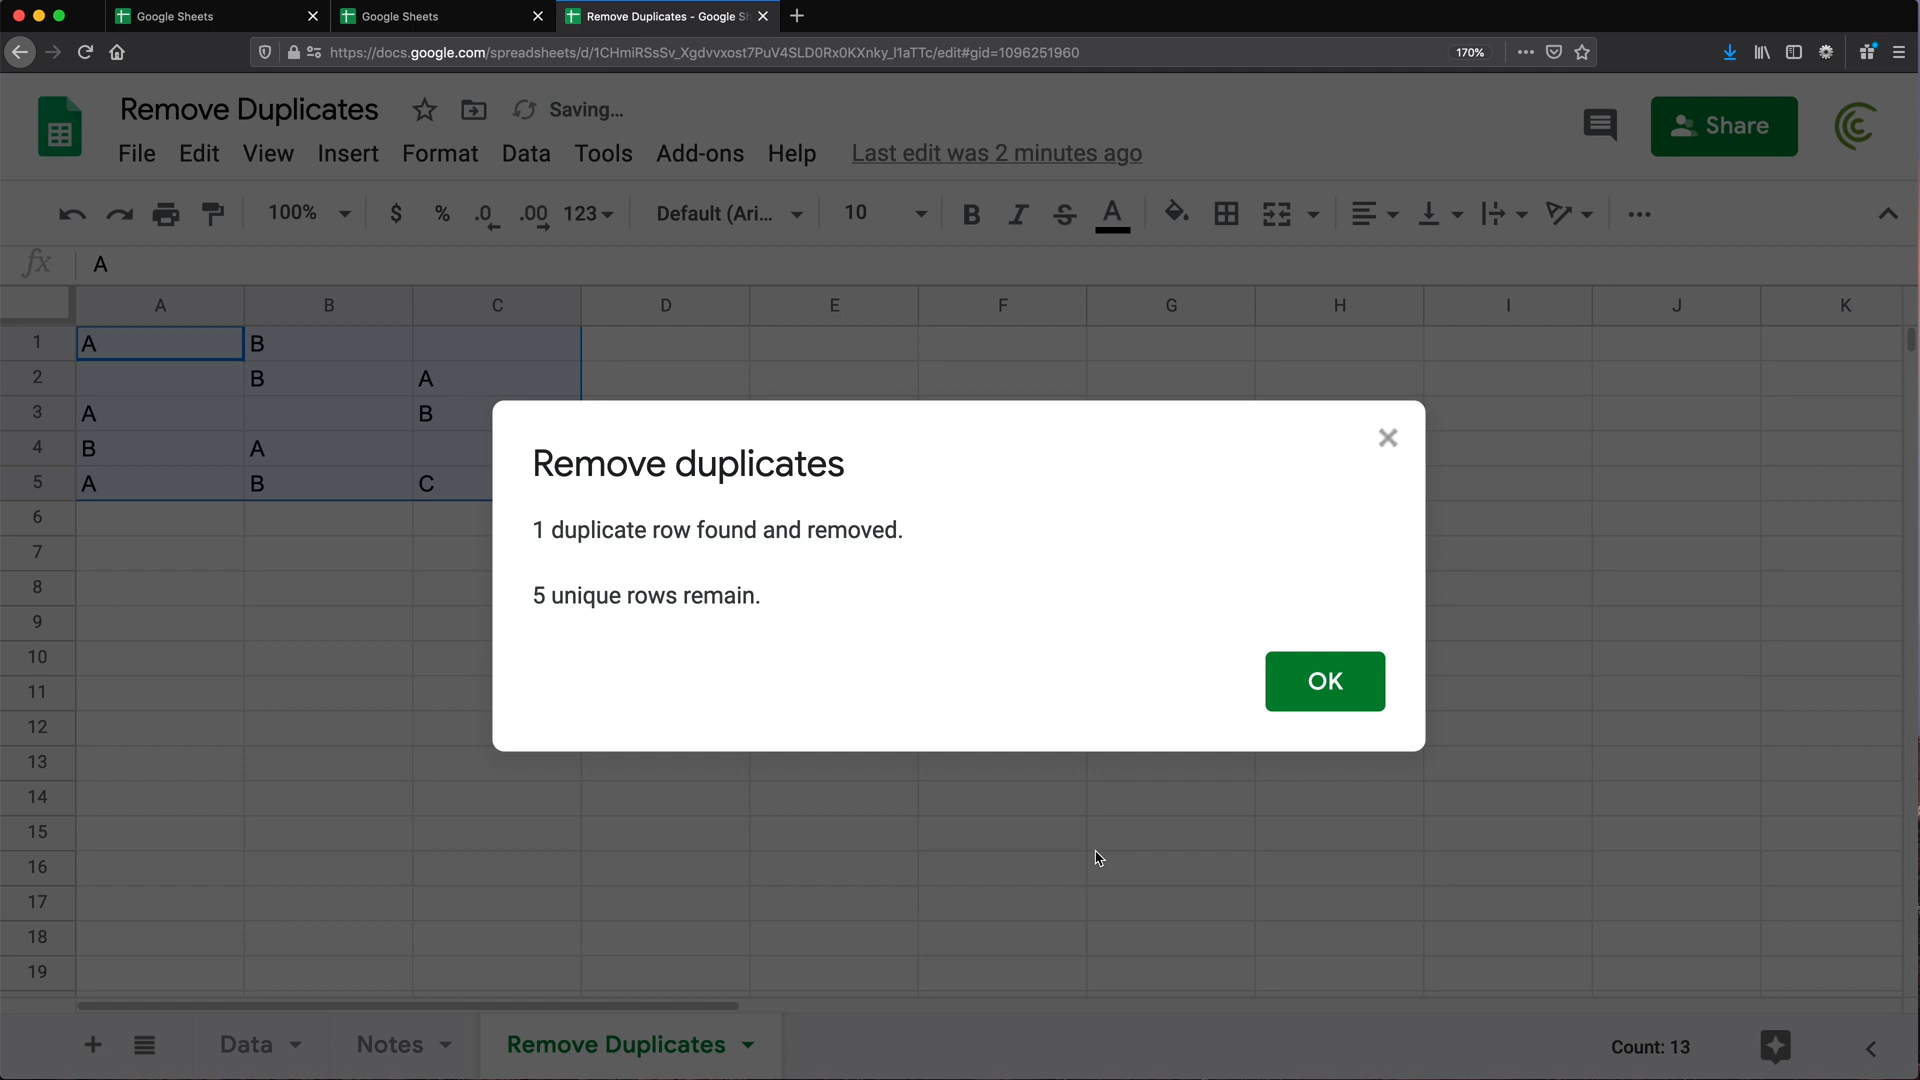 Google Sheets
Google Sheets
Remove Duplicates - Google Sh
https://docs.google.com/spreadsheets/d/1CHmiRSsSv_Xgdvvxost7PuV4SLD0Rx0KXnky_l1aTTc/edit#gid=1096251960
170%
Remove Duplicates
Saving...
Share
File Edit View Insert Format Data Tools Add-ons Help Last edit was 2 minutes ago
100% $ % .0 .00 123 Default (Ari... 10 B I S A
fx A
A B C D E F G H I J K
1 A B
2 B A
3 A B
4 B A
5 A B C
6
7
8
9
10
11
12
13
14
15
16
17
18
19
Remove duplicates
1 duplicate row found and removed.
5 unique rows remain.
OK
Data Notes Remove Duplicates Count: 13